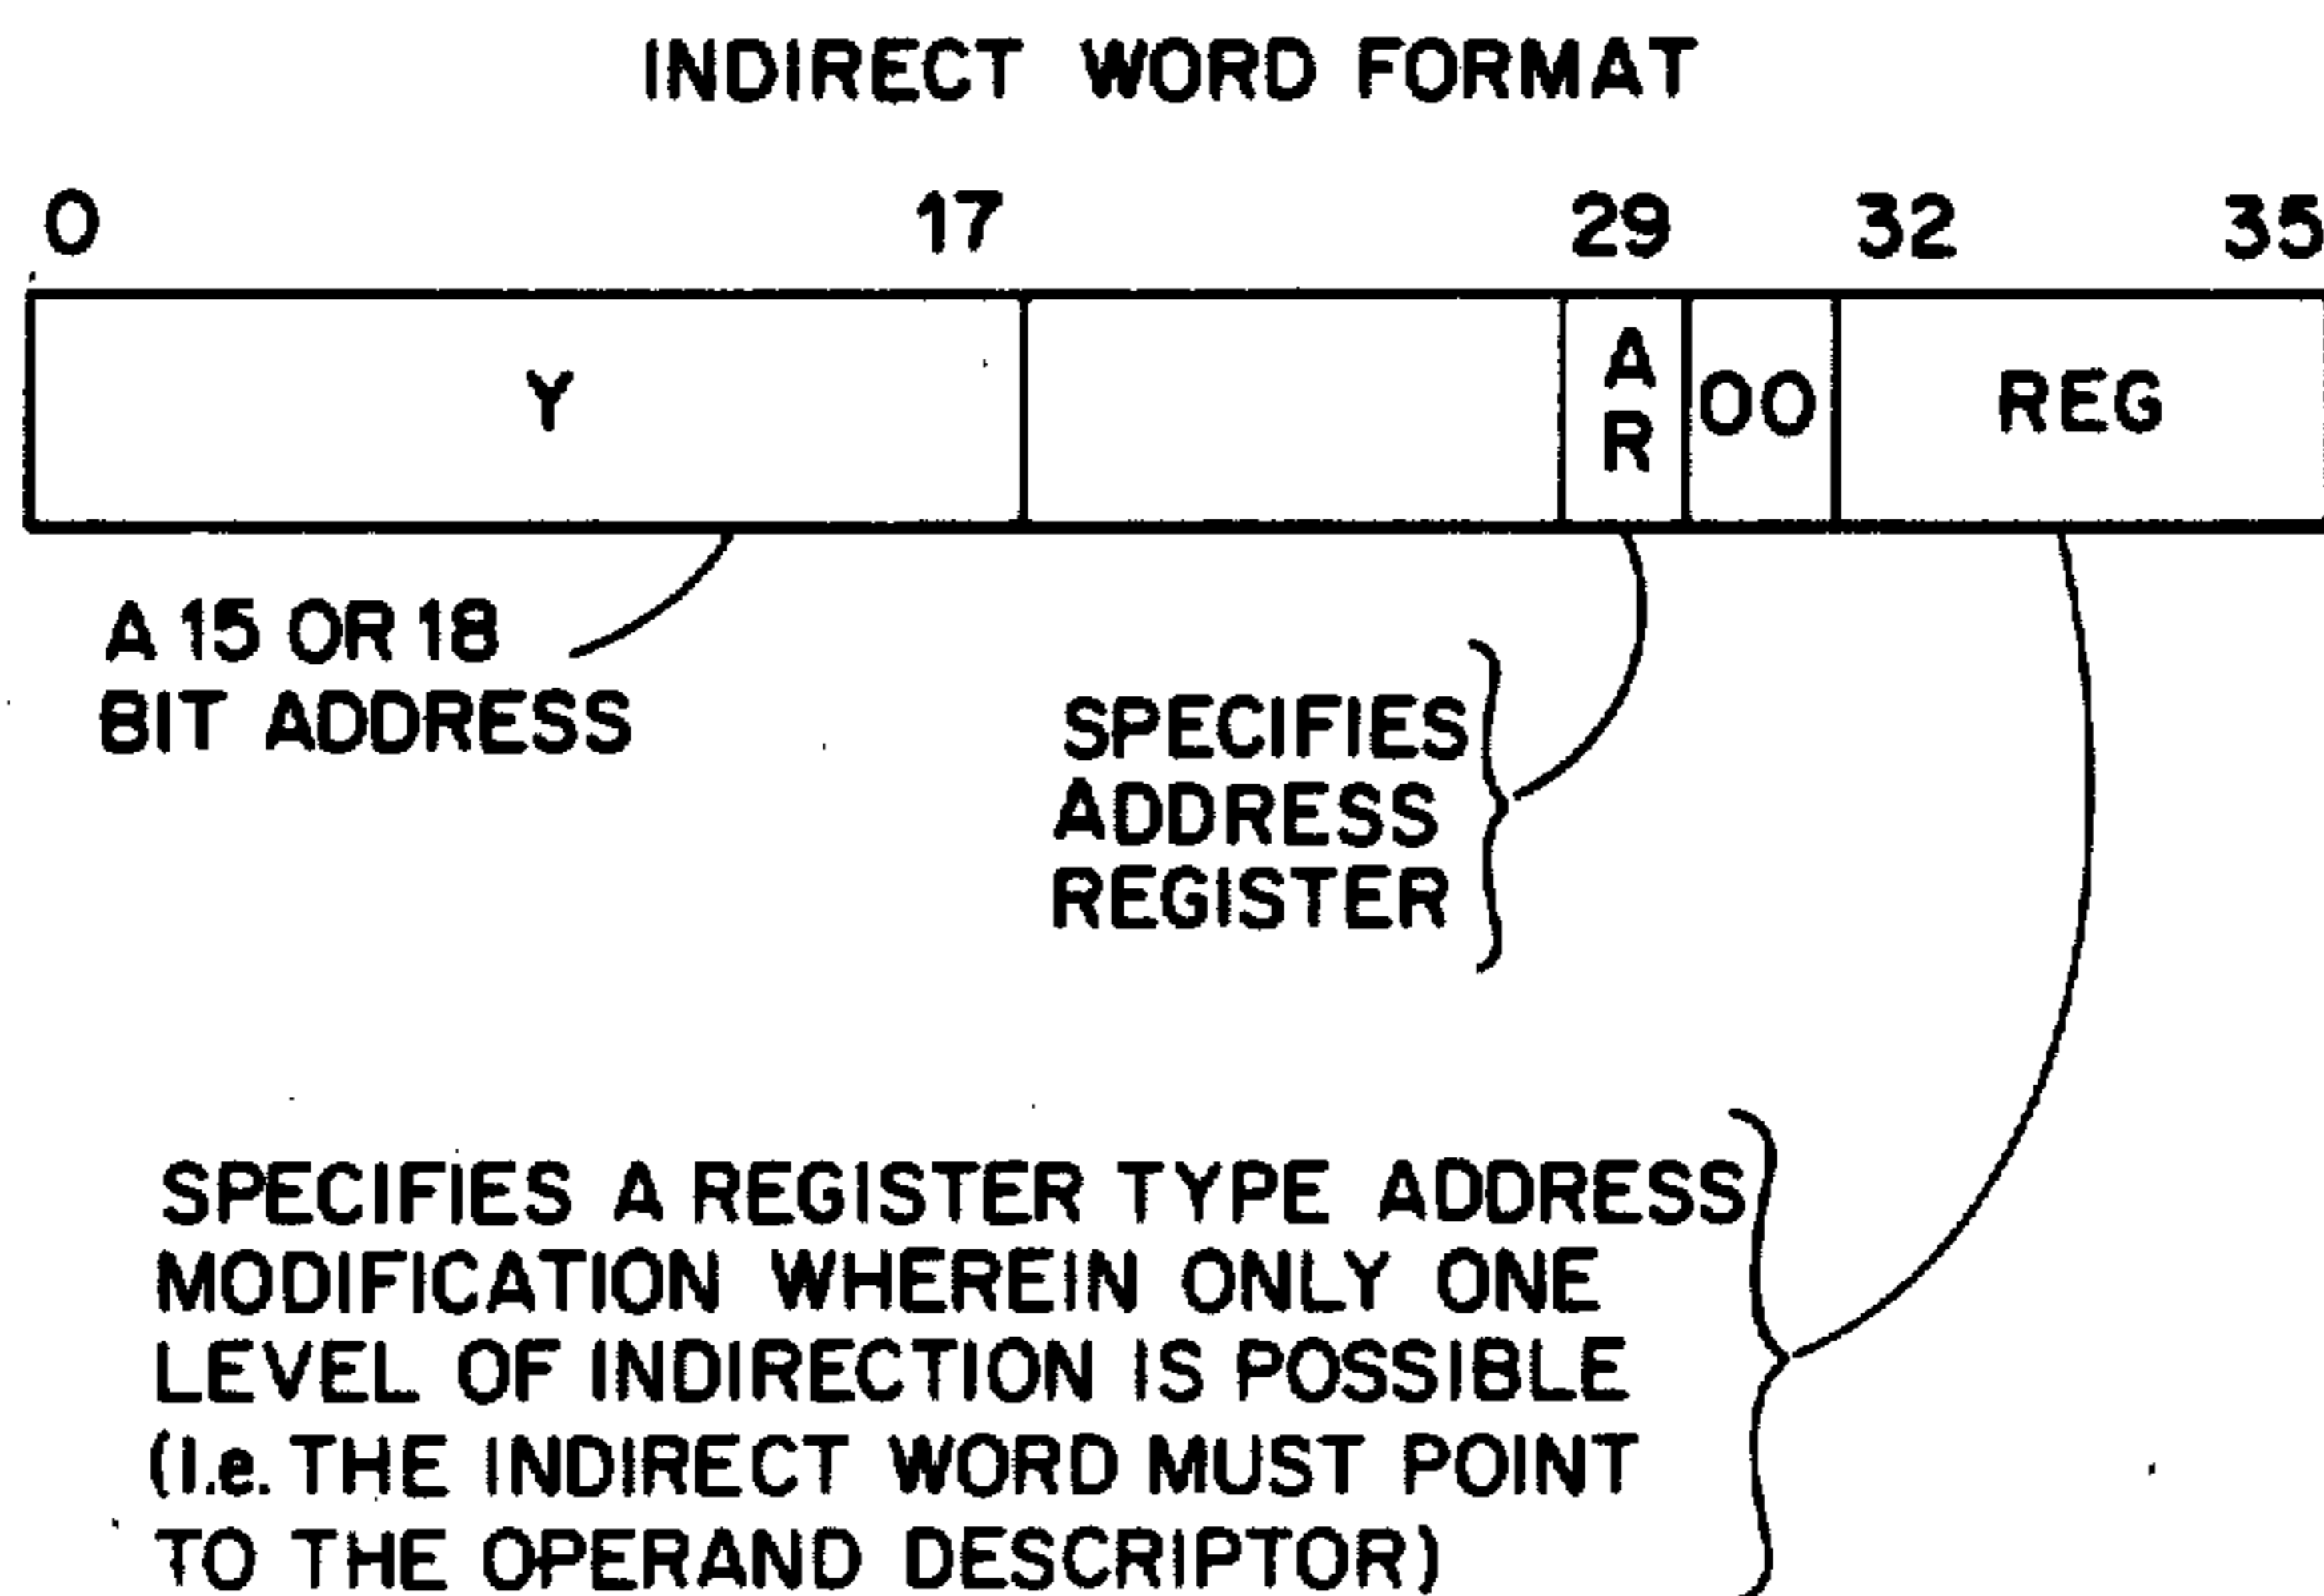 INDIRECT WORD FORMAT
0 17 29 32 35
Y A R 00 REG
A 15 OR 18
BIT ADDRESS
SPECIFIES
ADDRESS
REGISTER
SPECIFIES A REGISTER TYPE ADDRESS
MODIFICATION WHEREIN ONLY ONE
LEVEL OF INDIRECTION IS POSSIBLE
(I.e. THE INDIRECT WORD MUST POINT
TO THE OPERAND DESCRIPTOR)